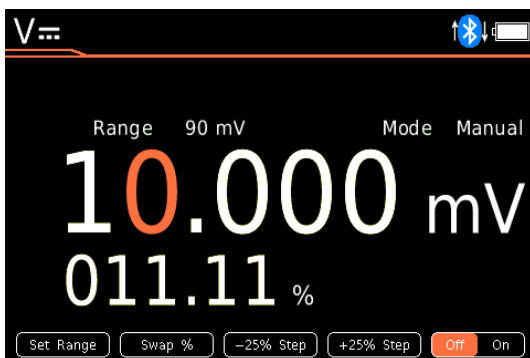 V
Range 90 mV Mode Manual
10.000 mV
011.11 %
Set Range Swap % −25% Step +25% Step Off On